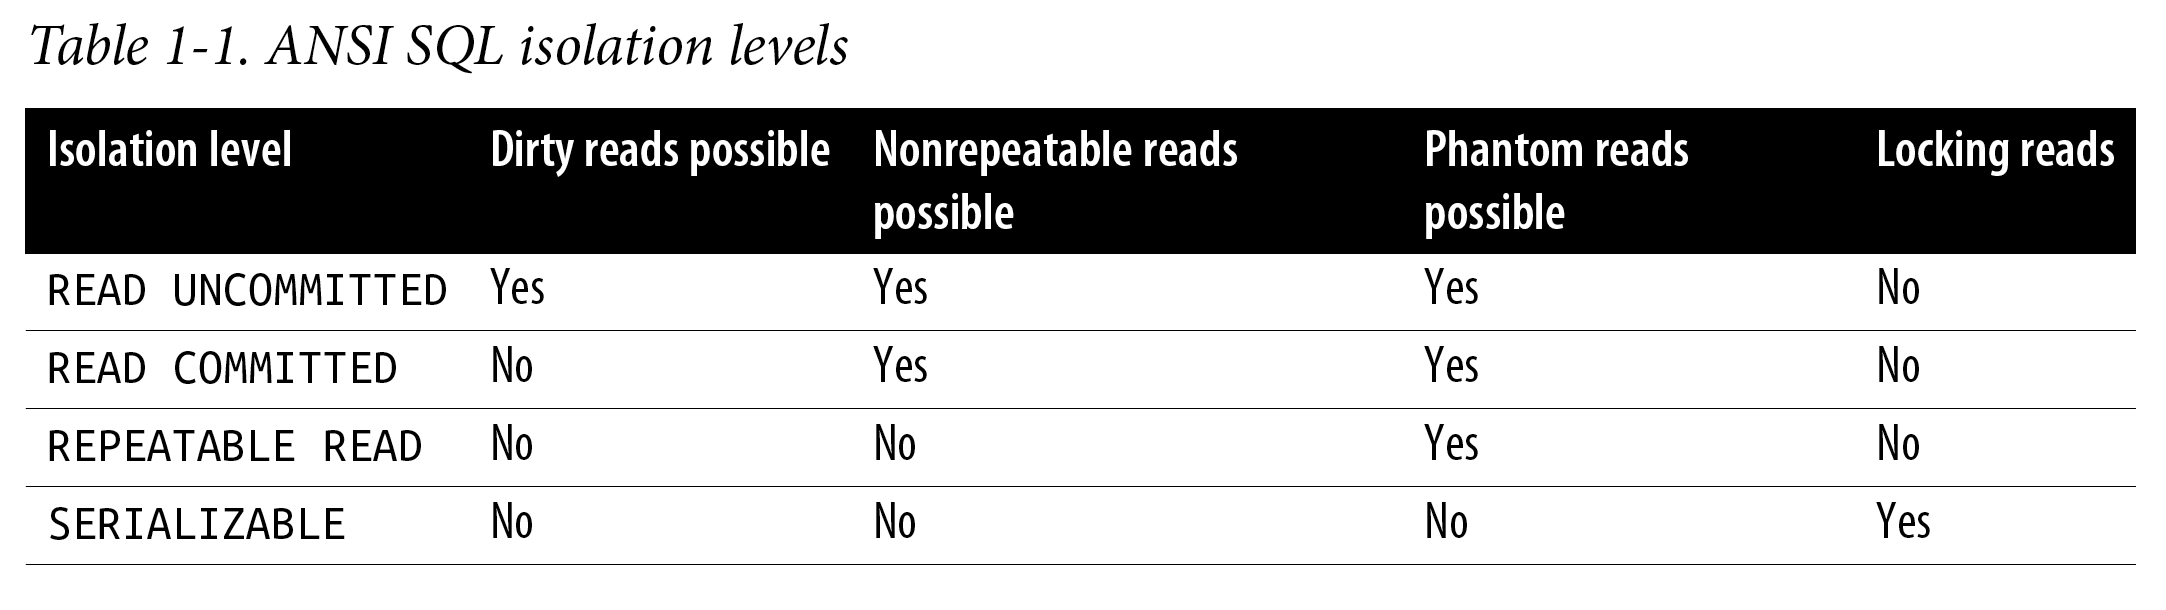 Table 1-1. ANSI SQL isolation levels
Isolation level Dirty reads possible Nonrepeatable reads possible Phantom reads possible Locking reads
READ UNCOMMITTED Yes Yes Yes No
READ COMMITTED No Yes Yes No
REPEATABLE READ No No Yes No
SERIALIZABLE No No No Yes